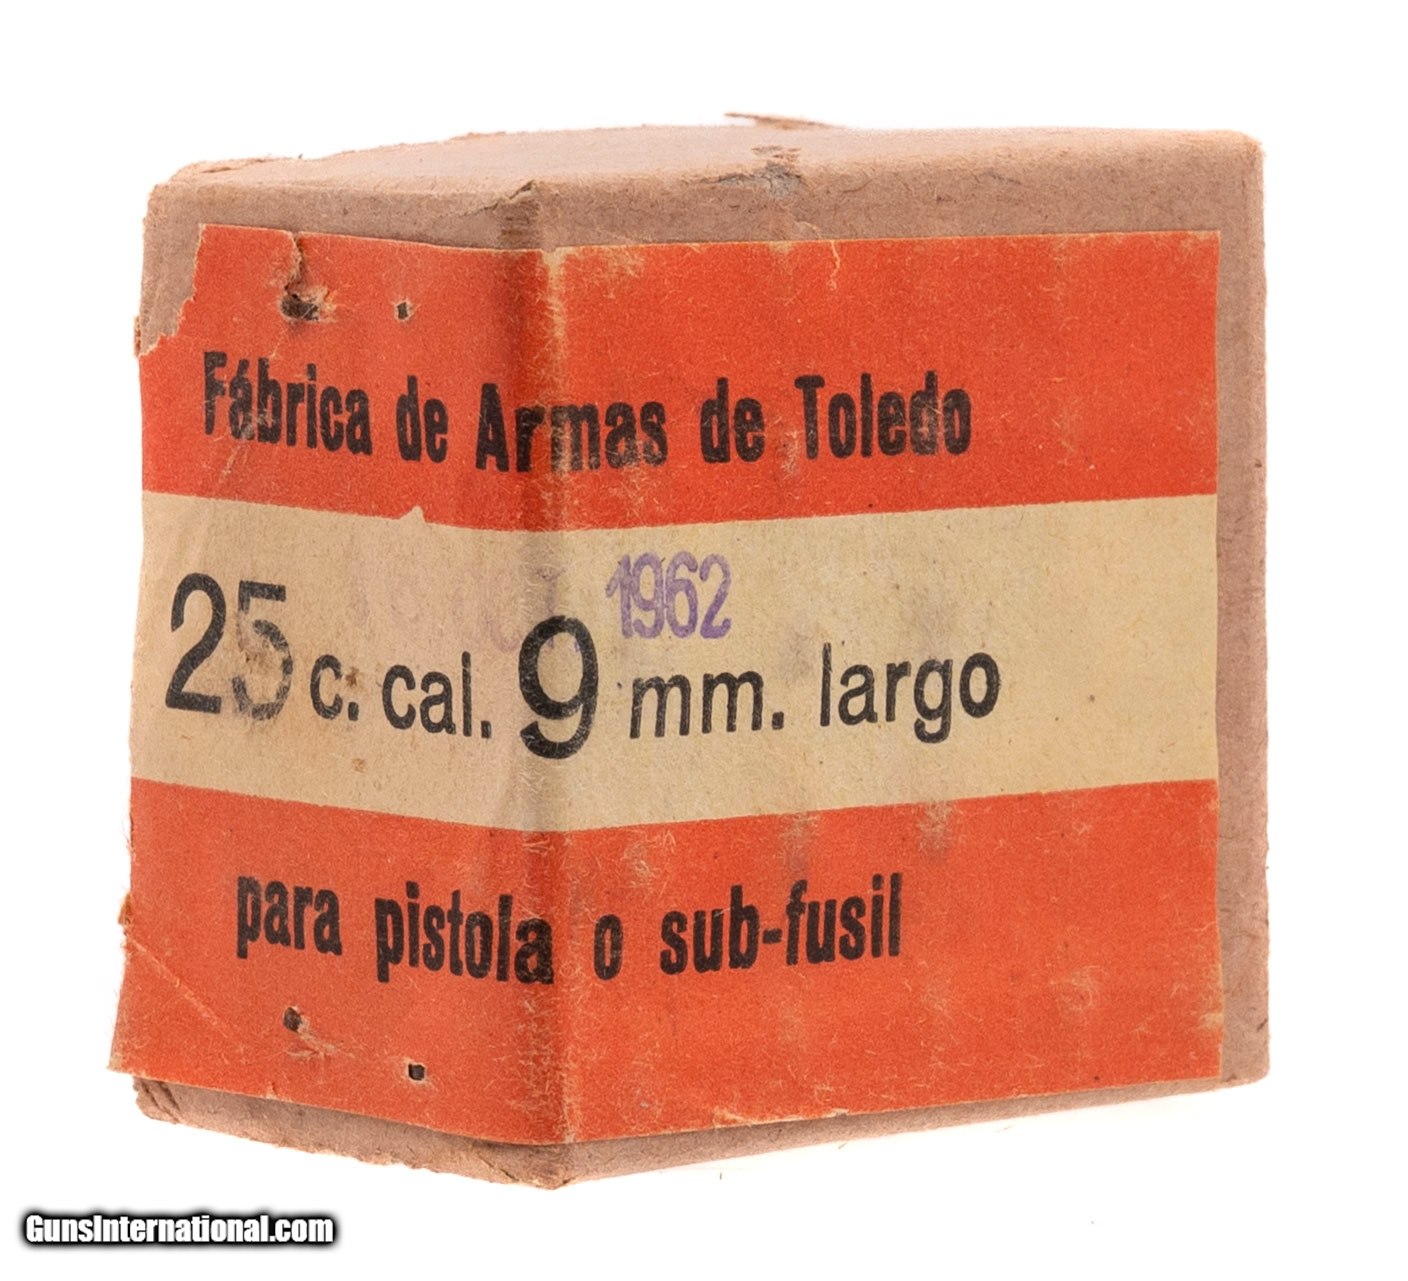 Fábrica de Armas de Toledo
1962
25 c. cal. 9 mm. largo
para pistola o sub-fusil
GunsInternational.com